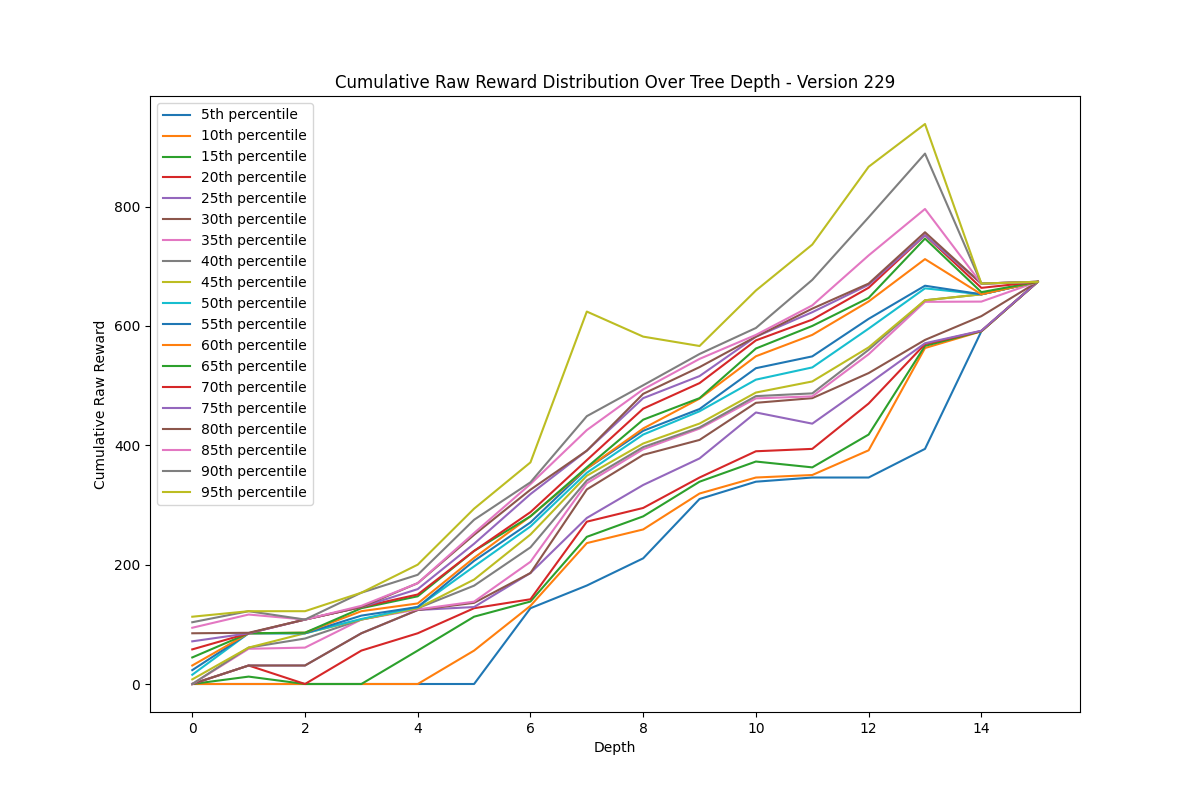 Cumulative Raw Reward Distribution Over Tree Depth - Version 229
5th percentile
10th percentile
15th percentile
20th percentile
25th percentile
30th percentile
35th percentile
40th percentile
45th percentile
50th percentile
55th percentile
60th percentile
65th percentile
70th percentile
75th percentile
80th percentile
85th percentile
90th percentile
95th percentile
Cumulative Raw Reward
800
600
400
200
0
0 2 4 6 8 10 12 14
Depth